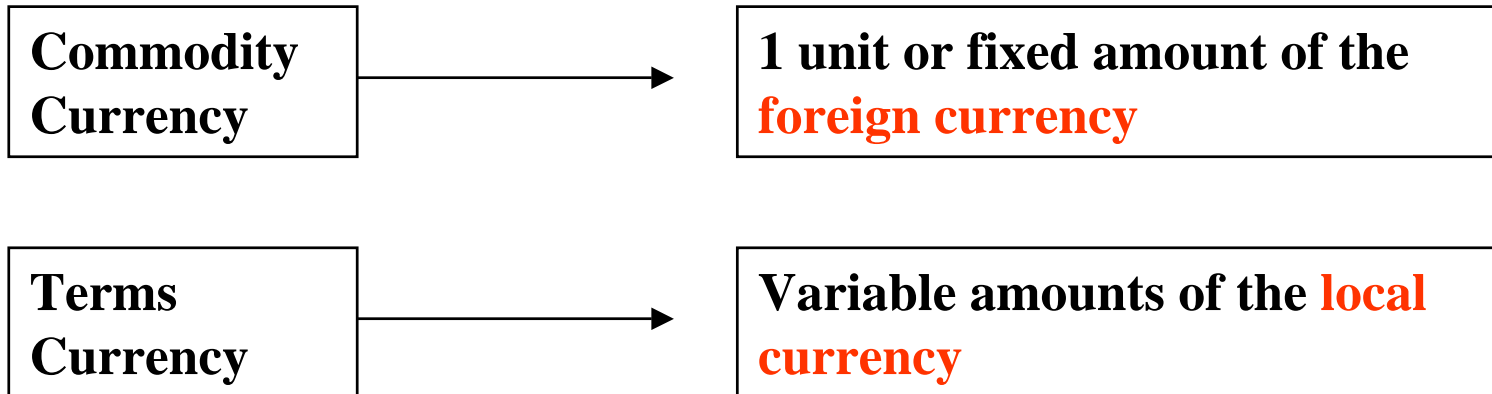 Commodity
Currency
1 unit or fixed amount of the
foreign currency
Terms
Currency
Variable amounts of the local
currency